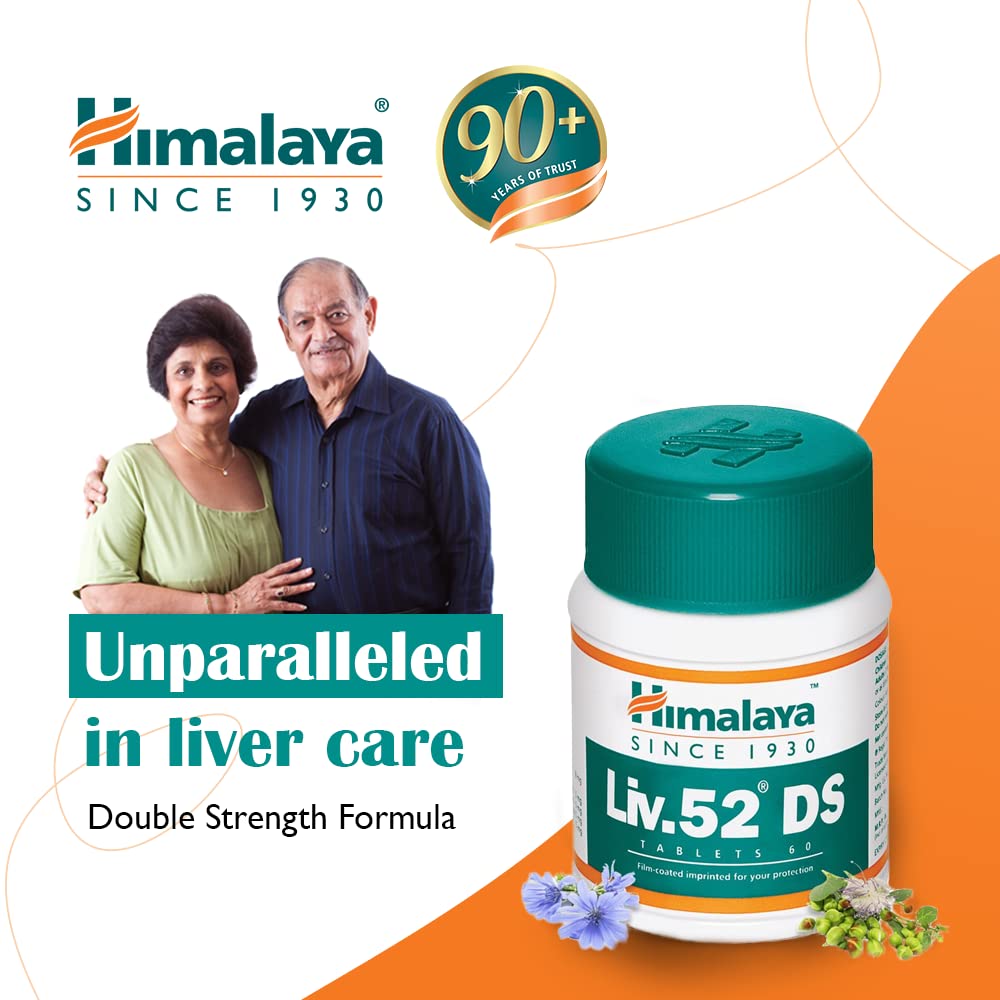 Himalaya®
SINCE 1930
90+
YEARS OF TRUST
Unparalleled
in liver care
Double Strength Formula
Himalaya™
SINCE 1930
Liv.52® DS
TABLETS 60
Film-coated imprinted for your protection